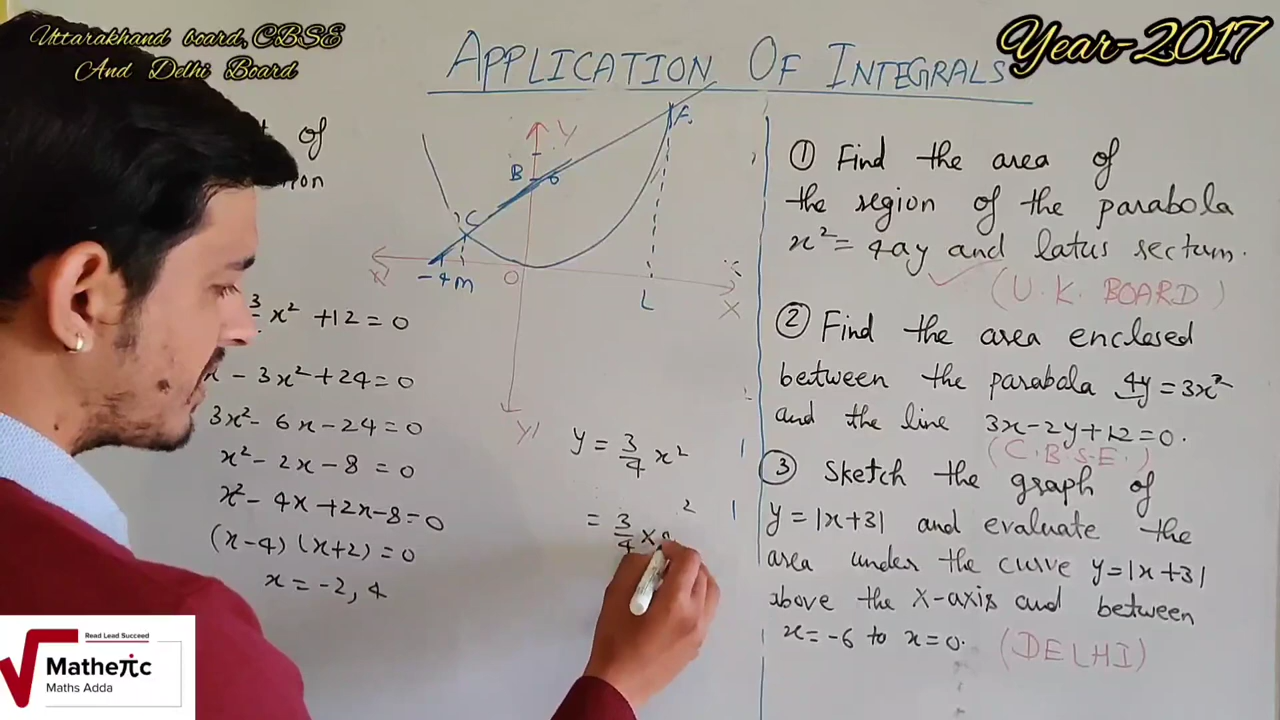 Uttarakhand board, CBSE
And Delhi Board
Year-2017
APPLICATION OF INTEGRALS
of
Y
A
B 6
C
-4 M
X'
O
L
X
Y'
x² + 12 = 0
- 3x² + 24 = 0
3x² - 6x - 24 = 0
x² - 2x - 8 = 0
x² - 4x + 2x - 8 = 0
(x-4) (x+2) = 0
x = -2, 4
y = 3/4 x²
= 3/4 ×
2
① Find the area of
the region of the parabola
x² = 4ay and latus sectum.
(U.K. BOARD)
② Find the area enclosed
between the parabala 4y = 3x²
and the line 3x-2y+12=0.
(C.B.S.E.)
③ Sketch the graph of
y = |x+3| and evaluate the
area under the curve y=|x+3|
above the X-axis and between
x=-6 to x=0. (DELHI)
Read Lead Succeed
Matheπc
Maths Adda